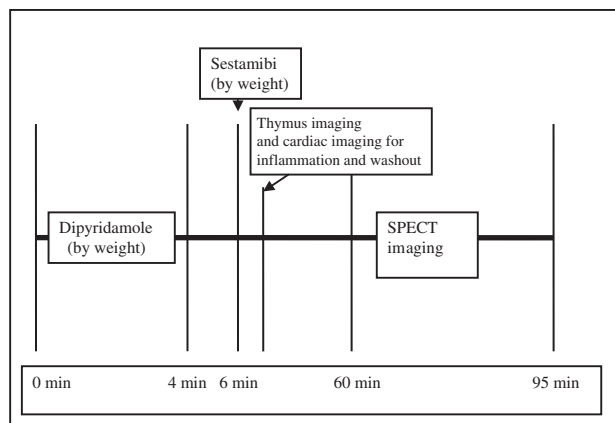 Sestamibi
(by weight)
Thymus imaging
and cardiac imaging for
inflammation and washout
Dipyridamole
(by weight)
SPECT
imaging
0 min 4 min 6 min 60 min 95 min